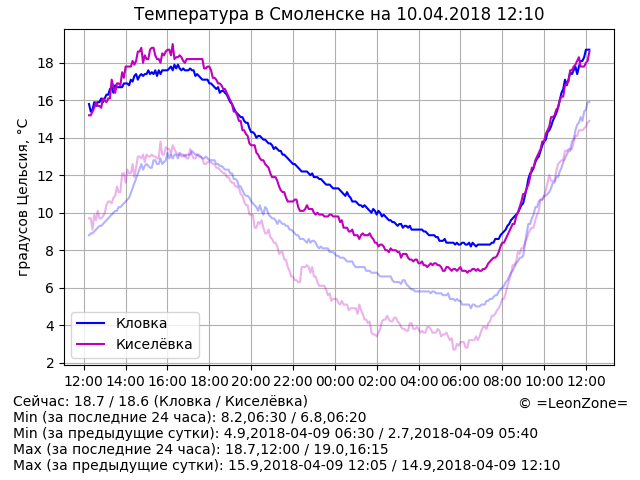 Температура в Смоленске на 10.04.2018 12:10
градусов Цельсия, °C
18
16
14
12
10
8
6
4
2
Кловка
Киселёвка
12:00 14:00 16:00 18:00 20:00 22:00 00:00 02:00 04:00 06:00 08:00 10:00 12:00
Сейчас: 18.7 / 18.6 (Кловка / Киселёвка)
© =LeonZone=
Min (за последние 24 часа): 8.2,06:30 / 6.8,06:20
Min (за предыдущие сутки): 4.9,2018-04-09 06:30 / 2.7,2018-04-09 05:40
Max (за последние 24 часа): 18.7,12:00 / 19.0,16:15
Max (за предыдущие сутки): 15.9,2018-04-09 12:05 / 14.9,2018-04-09 12:10